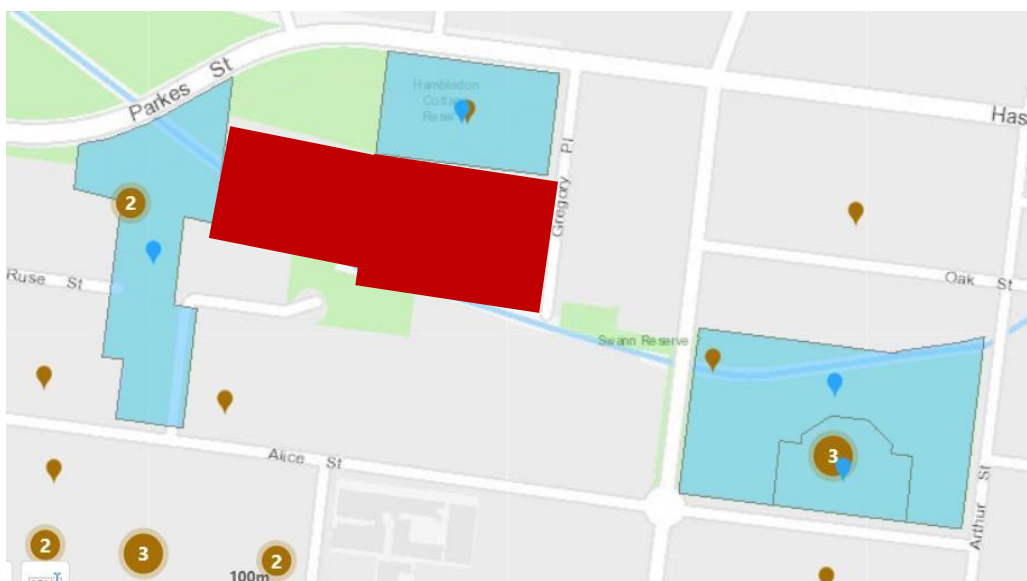 Parkes St
Hambledon
Cottage
Reserve
Has
Gregory Pl
2
Ruse St
Oak St
Swann Reserve
Alice St
3
Arthur St
2
3
2
100m